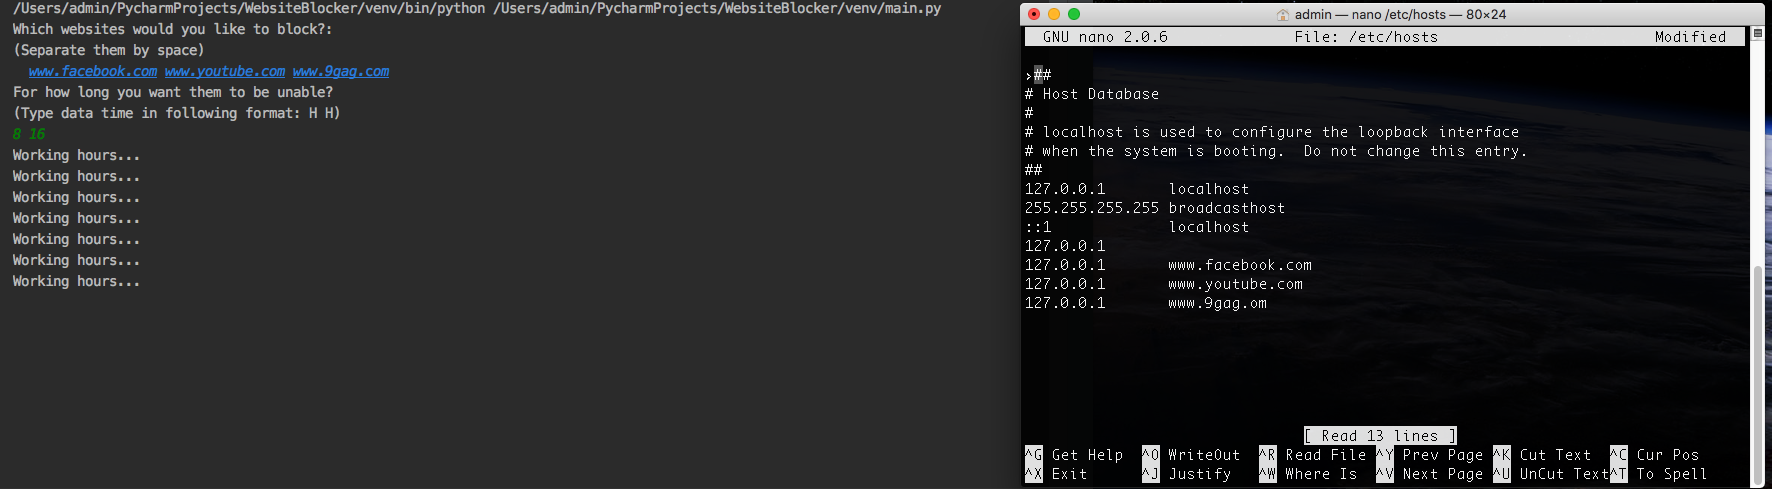 /Users/admin/PycharmProjects/WebsiteBlocker/venv/bin/python /Users/admin/PycharmProjects/WebsiteBlocker/venv/main.py
Which websites would you like to block?:
(Separate them by space)
www.facebook.com www.youtube.com www.9gag.com
For how long you want them to be unable?
(Type data time in following format: H H)
8 16
Working hours...
Working hours...
Working hours...
Working hours...
Working hours...
Working hours...
Working hours...
admin — nano /etc/hosts — 80×24
GNU nano 2.0.6 File: /etc/hosts Modified
›##
# Host Database
#
# localhost is used to configure the loopback interface
# when the system is booting. Do not change this entry.
##
127.0.0.1 localhost
255.255.255.255 broadcasthost
::1 localhost
127.0.0.1
127.0.0.1 www.facebook.com
127.0.0.1 www.youtube.com
127.0.0.1 www.9gag.om
[ Read 13 lines ]
^G Get Help ^O WriteOut ^R Read File ^Y Prev Page ^K Cut Text ^C Cur Pos
^X Exit ^J Justify ^W Where Is ^V Next Page ^U UnCut Text ^T To Spell